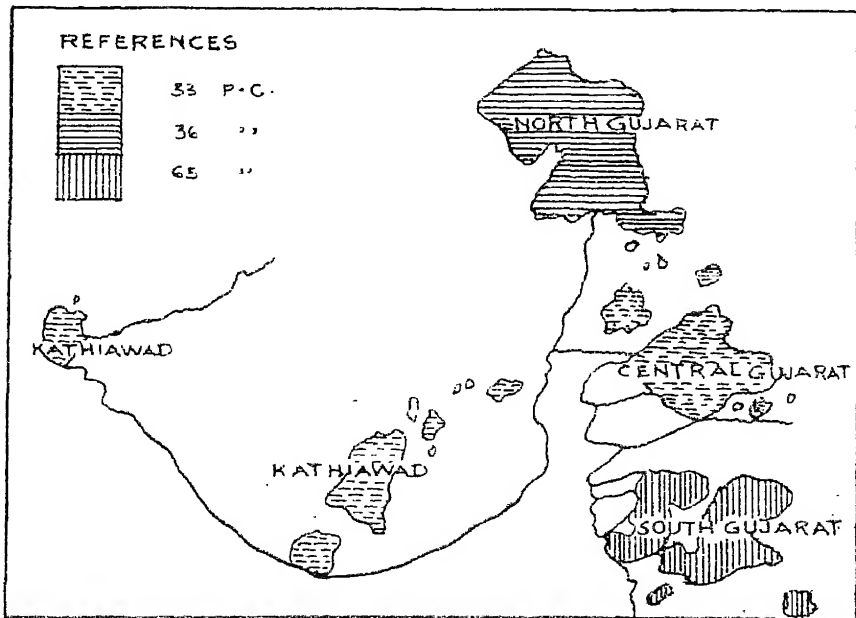 REFERENCES
33 P.C.
36 ,,
65 ,,
NORTH GUJARAT
KATHIAWAD
CENTRAL GUJARAT
KATHIAWAD
SOUTH GUJARAT